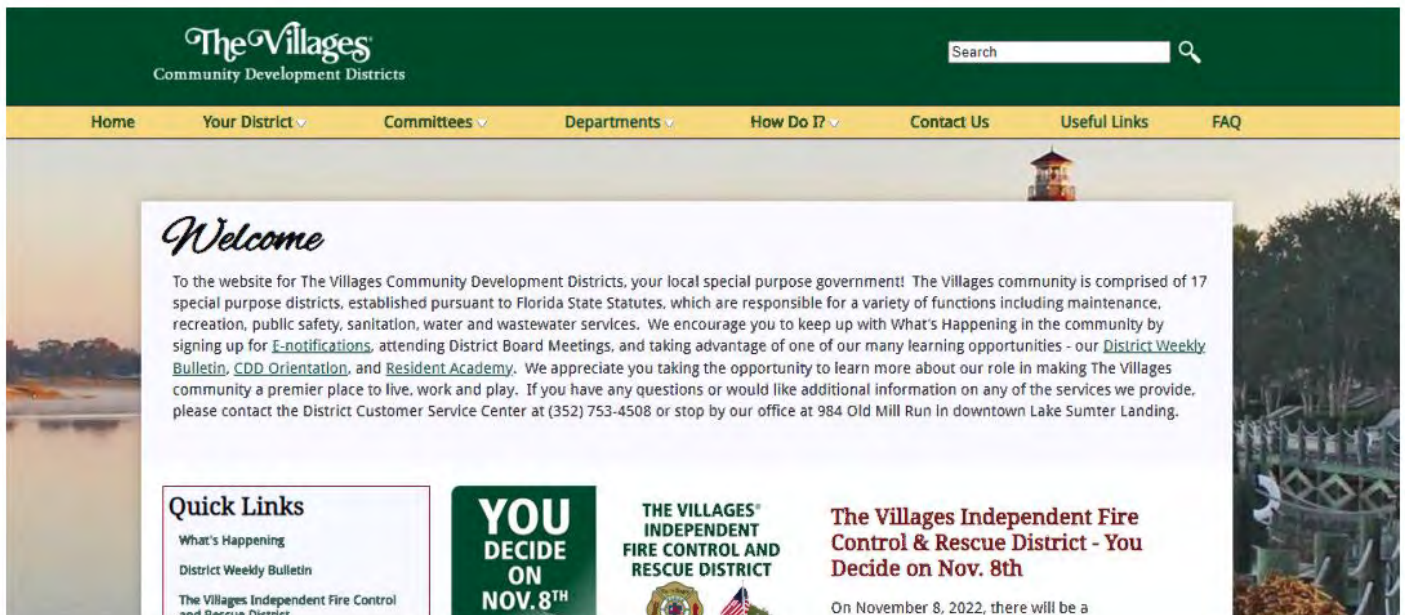 The Villages®
Community Development Districts
Search
Home
Your District
Committees
Departments
How Do I?
Contact Us
Useful Links
FAQ
Welcome
To the website for The Villages Community Development Districts, your local special purpose government! The Villages community is comprised of 17
special purpose districts, established pursuant to Florida State Statutes, which are responsible for a variety of functions including maintenance,
recreation, public safety, sanitation, water and wastewater services. We encourage you to keep up with What's Happening in the community by
signing up for E-notifications, attending District Board Meetings, and taking advantage of one of our many learning opportunities - our District Weekly
Bulletin, CDD Orientation, and Resident Academy. We appreciate you taking the opportunity to learn more about our role in making The Villages
community a premier place to live, work and play. If you have any questions or would like additional information on any of the services we provide,
please contact the District Customer Service Center at (352) 753-4508 or stop by our office at 984 Old Mill Run in downtown Lake Sumter Landing.
Quick Links
What's Happening
District Weekly Bulletin
The Villages Independent Fire Control
and Rescue District
YOU
DECIDE
ON
NOV. 8TH
THE VILLAGES®
INDEPENDENT
FIRE CONTROL AND
RESCUE DISTRICT
The Villages Independent Fire
Control & Rescue District - You
Decide on Nov. 8th
On November 8, 2022, there will be a